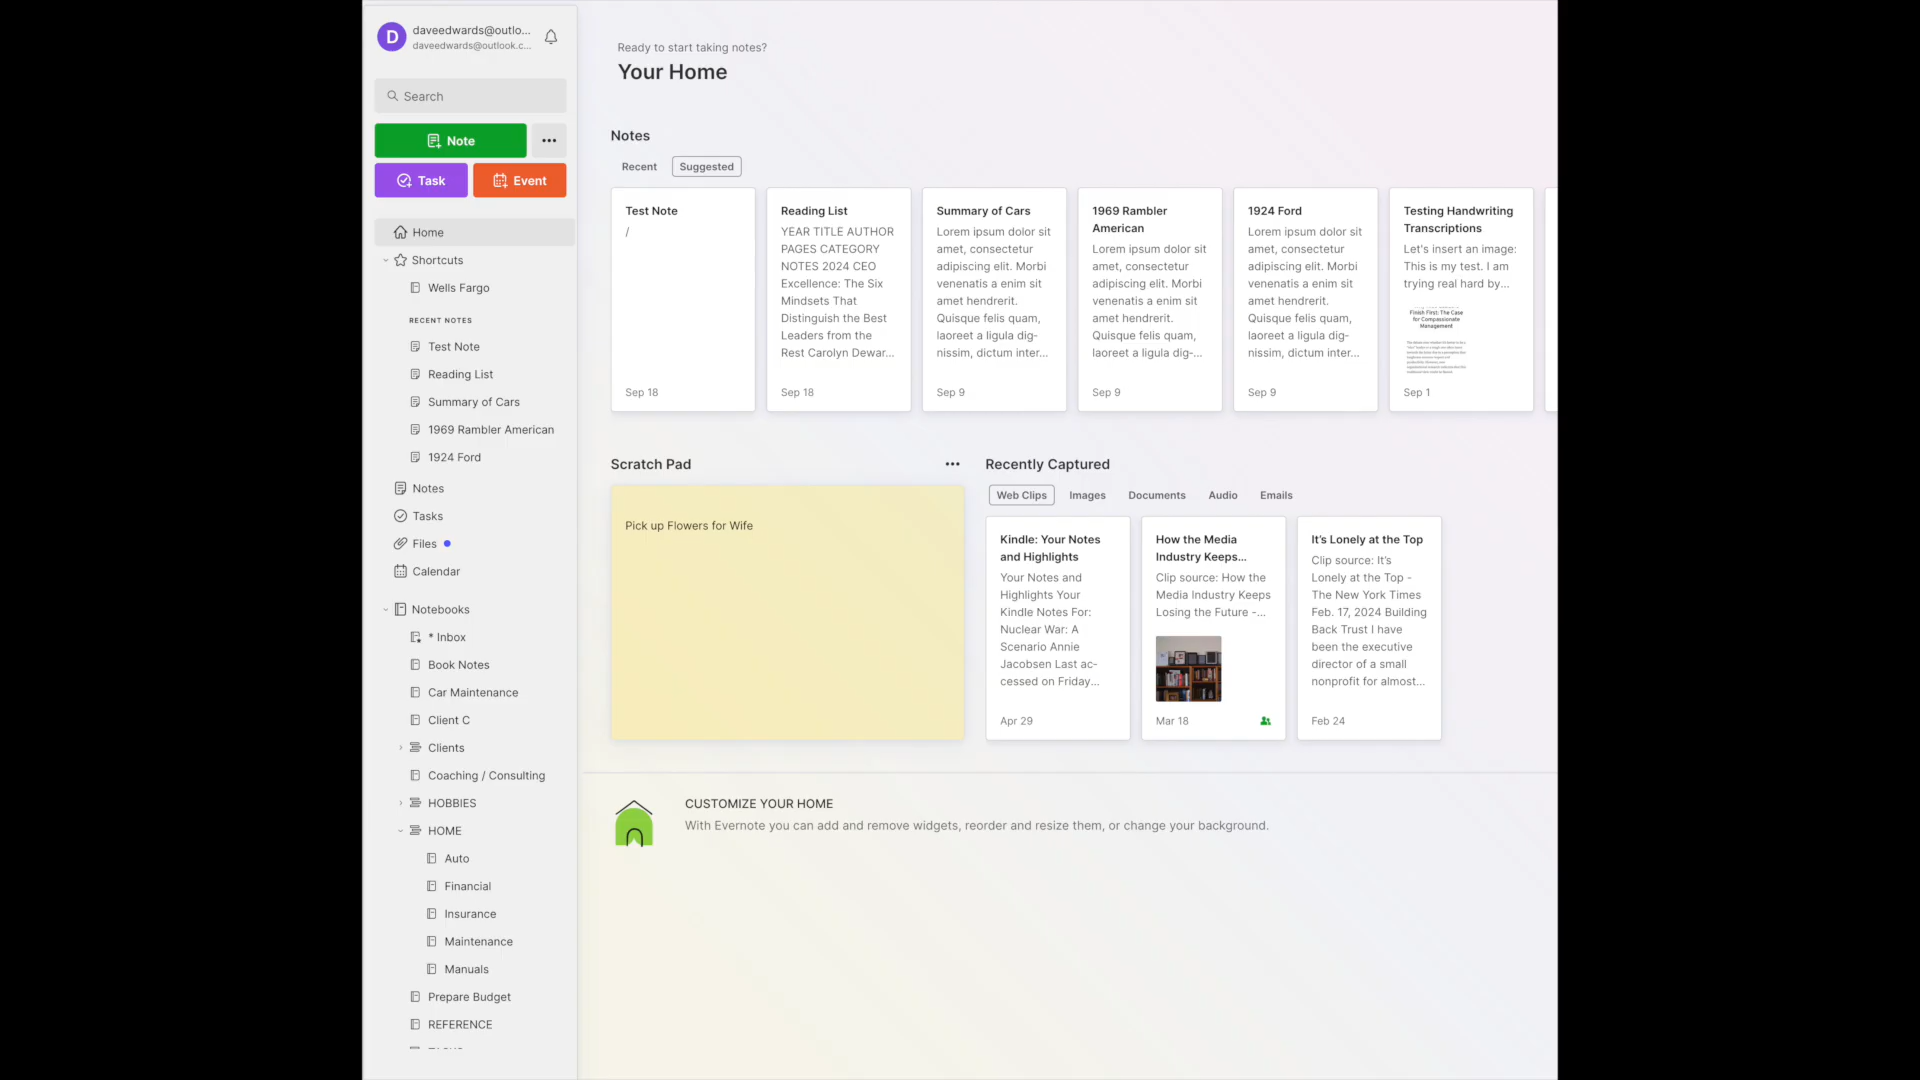 D
daveedwards@outlo...
daveedwards@outlook.c...
Search
Note
Task
Event
Home
Shortcuts
Wells Fargo
RECENT NOTES
Test Note
Reading List
Summary of Cars
1969 Rambler American
1924 Ford
Notes
Tasks
Files
Calendar
Notebooks
* Inbox
Book Notes
Car Maintenance
Client C
Clients
Coaching / Consulting
HOBBIES
HOME
Auto
Financial
Insurance
Maintenance
Manuals
Prepare Budget
REFERENCE
Ready to start taking notes?
Your Home
Notes
Recent
Suggested
Test Note
/
Sep 18
Reading List
YEAR TITLE AUTHOR
PAGES CATEGORY
NOTES 2024 CEO
Excellence: The Six
Mindsets That
Distinguish the Best
Leaders from the
Rest Carolyn Dewar...
Sep 18
Summary of Cars
Lorem ipsum dolor sit
amet, consectetur
adipiscing elit. Morbi
venenatis a enim sit
amet hendrerit.
Quisque felis quam,
laoreet a ligula dig-
nissim, dictum inter...
Sep 9
1969 Rambler
American
Lorem ipsum dolor sit
amet, consectetur
adipiscing elit. Morbi
venenatis a enim sit
amet hendrerit.
Quisque felis quam,
laoreet a ligula dig-...
Sep 9
1924 Ford
Lorem ipsum dolor sit
amet, consectetur
adipiscing elit. Morbi
venenatis a enim sit
amet hendrerit.
Quisque felis quam,
laoreet a ligula dig-
nissim, dictum inter...
Sep 9
Testing Handwriting
Transcriptions
Let's insert an image:
This is my test. I am
trying real hard by...
Finish First: The Case
for Compassionate
Management
Sep 1
Scratch Pad
Pick up Flowers for Wife
Recently Captured
Web Clips
Images
Documents
Audio
Emails
Kindle: Your Notes
and Highlights
Your Notes and
Highlights Your
Kindle Notes For:
Nuclear War: A
Scenario Annie
Jacobsen Last ac-
cessed on Friday...
Apr 29
How the Media
Industry Keeps...
Clip source: How the
Media Industry Keeps
Losing the Future -...
Mar 18
It's Lonely at the Top
Clip source: It's
Lonely at the Top -
The New York Times
Feb. 17, 2024 Building
Back Trust I have
been the executive
director of a small
nonprofit for almost...
Feb 24
CUSTOMIZE YOUR HOME
With Evernote you can add and remove widgets, reorder and resize them, or change your background.